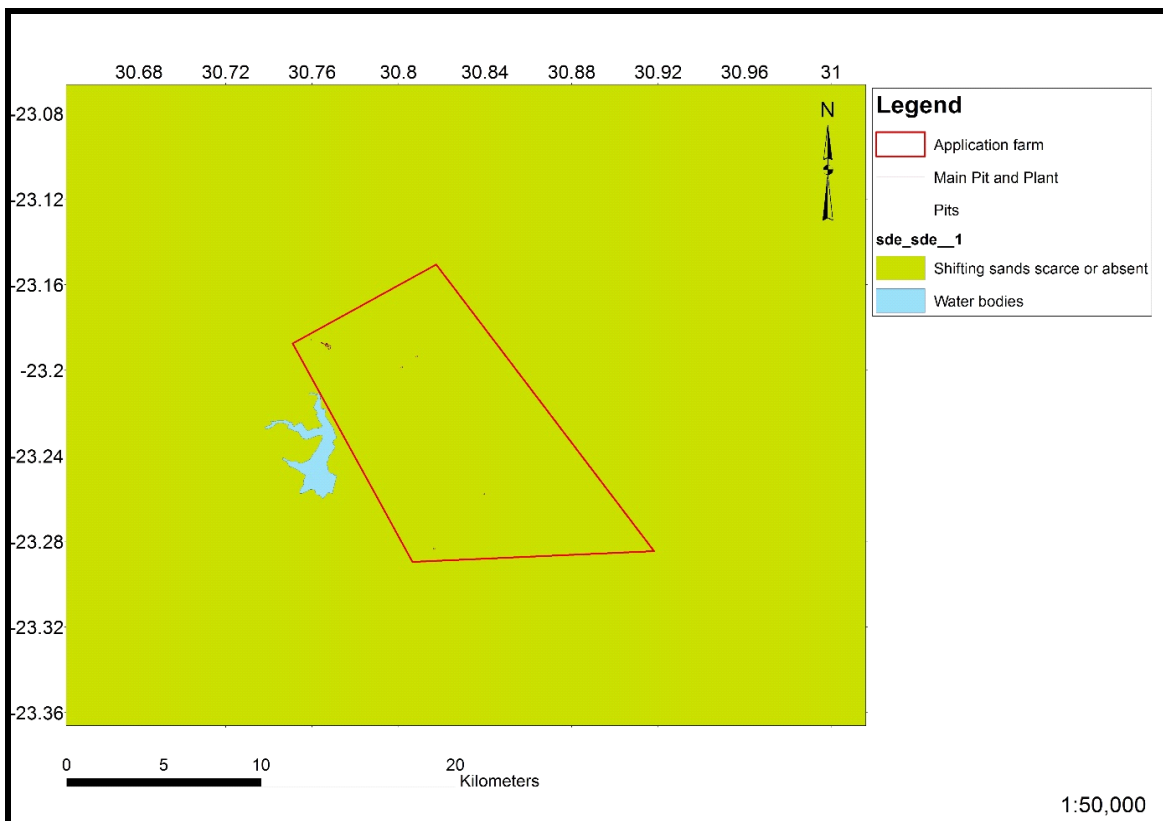 30.68 30.72 30.76 30.8 30.84 30.88 30.92 30.96 31
-23.08
-23.12
-23.16
-23.2
-23.24
-23.28
-23.32
-23.36
N
Legend
Application farm
Main Pit and Plant
Pits
sde_sde__1
Shifting sands scarce or absent
Water bodies
0 5 10 20
Kilometers
1:50,000